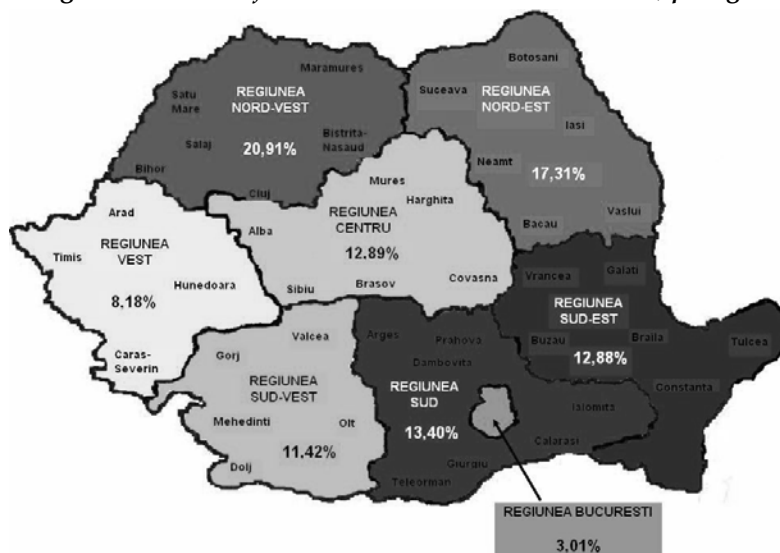 Maramures
Satu
Mare
REGIUNEA
NORD-VEST
Salaj
20,91%
Bistrita-
Nasaud
Bihor
Cluj
Botosani
Suceava
REGIUNEA
NORD-EST
Iasi
Neamt
17,31%
Vaslui
Bacau
Mures
Harghita
REGIUNEA
CENTRU
Alba
12,89%
Covasna
Brasov
Sibiu
Arad
REGIUNEA
VEST
Timis
Hunedoara
8,18%
Caras-
Severin
Vrancea
Galati
REGIUNEA
SUD-EST
Buzau
Braila
Tulcea
12,88%
Constanta
Valcea
Gorj
REGIUNEA
SUD-VEST
Mehedinti
Olt
11,42%
Dolj
Arges
Prahova
Dambovita
REGIUNEA
SUD
Ialomita
13,40%
Calarasi
Giurgiu
Teleorman
REGIUNEA BUCURESTI
3,01%